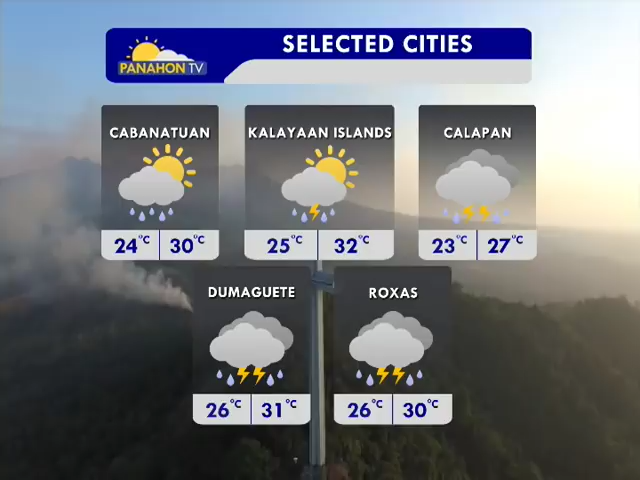 PANAHON TV
SELECTED CITIES
CABANATUAN
24°C 30°C
KALAYAAN ISLANDS
25°C 32°C
CALAPAN
23°C 27°C
DUMAGUETE
26°C 31°C
ROXAS
26°C 30°C